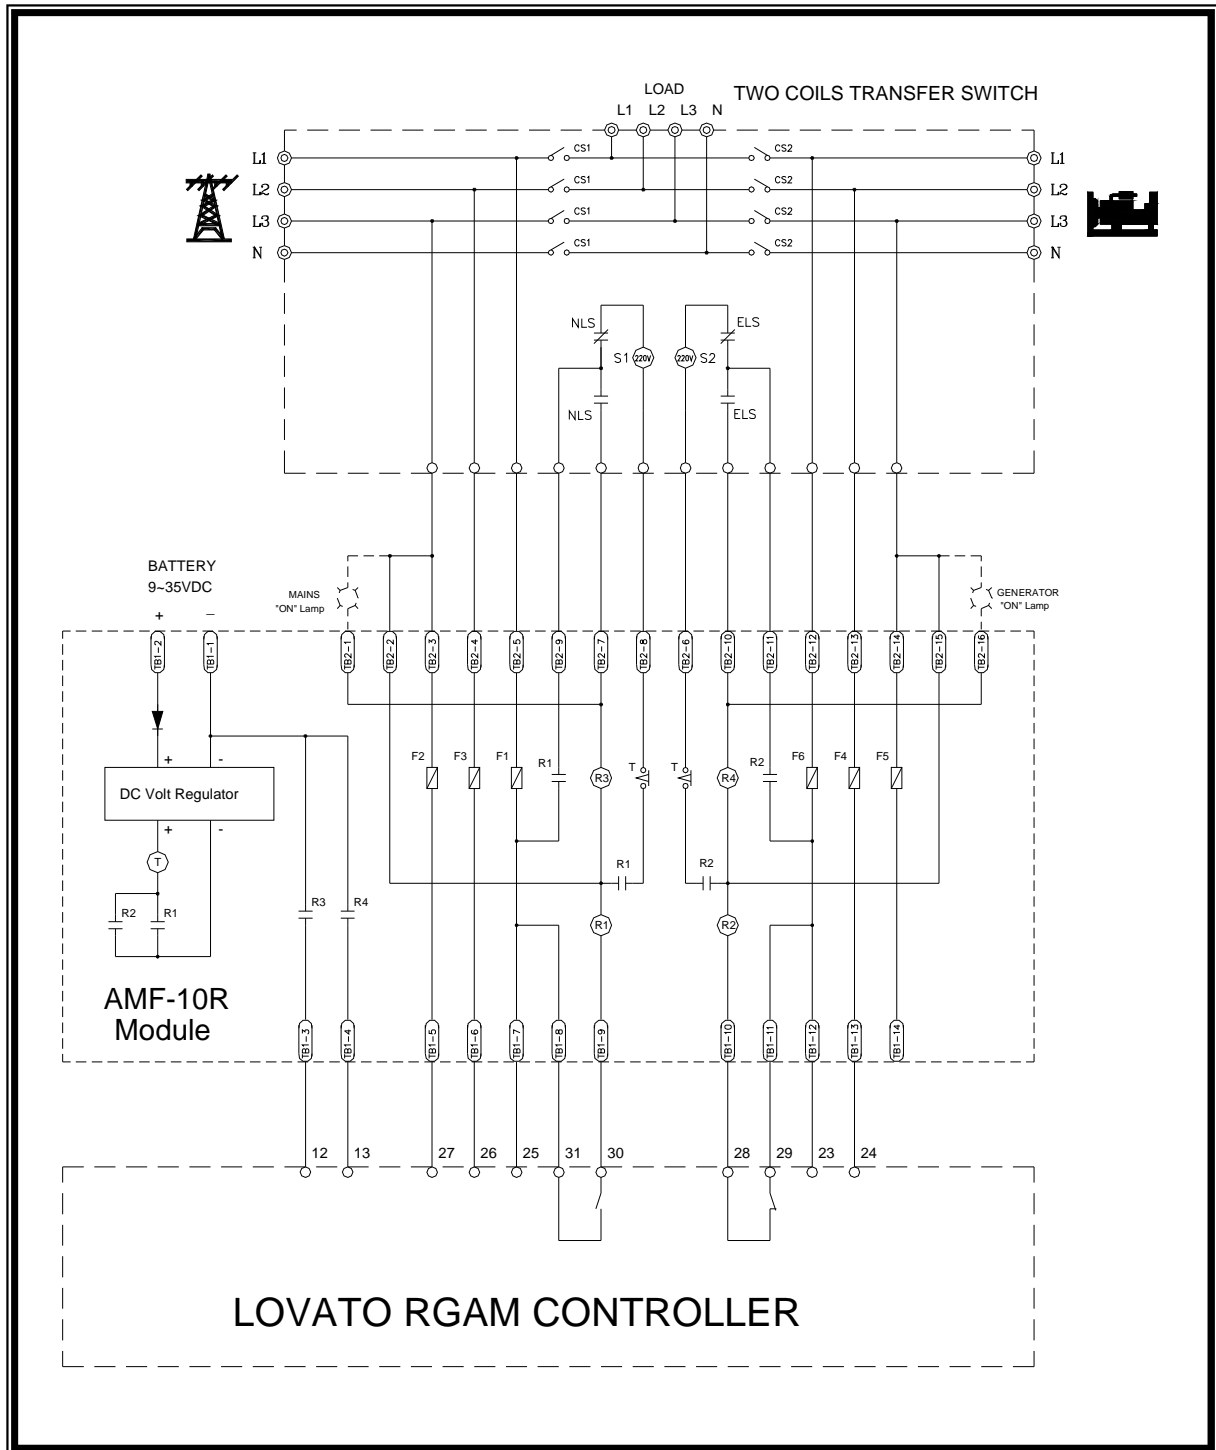 LOAD
TWO COILS TRANSFER SWITCH
L1 L2 L3 N
L1 CS1 CS2 L1
L2 CS1 CS2 L2
L3 CS1 CS2 L3
N CS1 CS2 N
NLS ELS
S1 220V 220V S2
NLS ELS
BATTERY
9~35VDC
+ −
MAINS
"ON" Lamp
GENERATOR
"ON" Lamp
TB1-2 TB1-1 TB2-1 TB2-2 TB2-3 TB2-4 TB2-5 TB2-9 TB2-7 TB2-8 TB2-6 TB2-10 TB2-11 TB2-12 TB2-13 TB2-14 TB2-15 TB2-16
+ -
F2 F3 F1 R1 R3 T T R4 R2 F6 F4 F5
DC Volt Regulator
+ -
T
R1 R2
R2 R1 R3 R4 R1 R2
AMF-10R
Module
TB1-3 TB1-4 TB1-5 TB1-6 TB1-7 TB1-8 TB1-9 TB1-10 TB1-11 TB1-12 TB1-13 TB1-14
12 13 27 26 25 31 30 28 29 23 24
LOVATO RGAM CONTROLLER